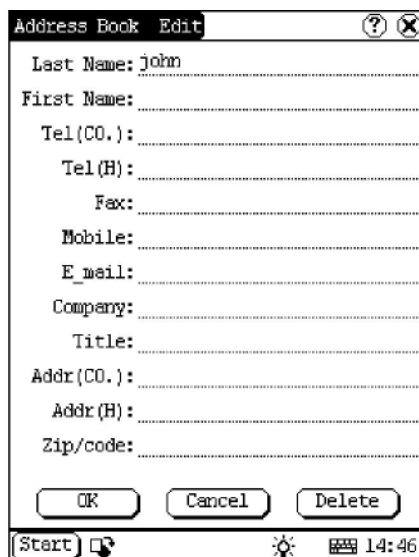 Address Book Edit ?
Last Name: john
First Name:
Tel(CO.):
Tel(H):
Fax:
Mobile:
E_mail:
Company:
Title:
Addr(CO.):
Addr(H):
Zip/code:
OK Cancel Delete
Start 14:46